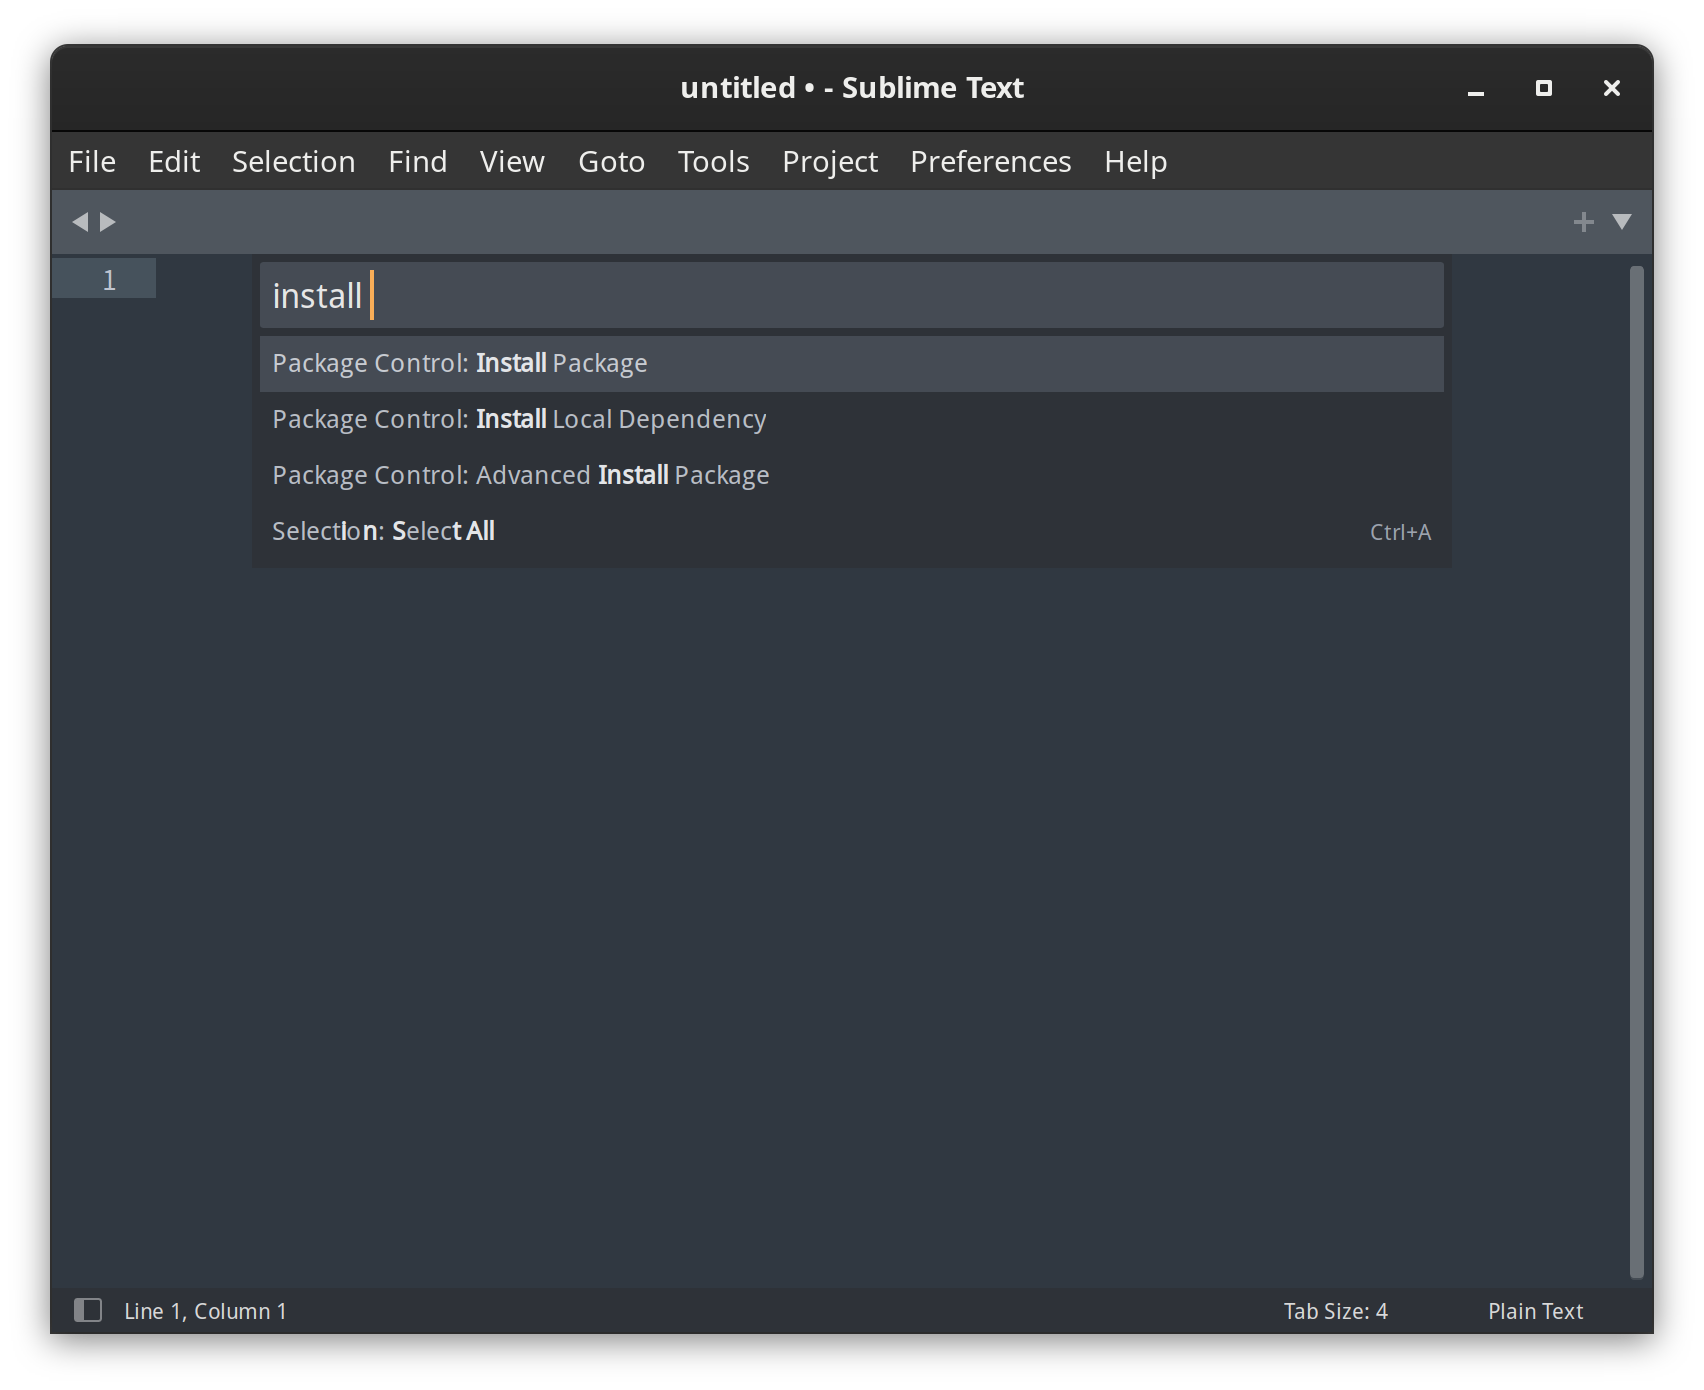 untitled • - Sublime Text
File Edit Selection Find View Goto Tools Project Preferences Help
1
install
Package Control: Install Package
Package Control: Install Local Dependency
Package Control: Advanced Install Package
Selection: Select All Ctrl+A
Line 1, Column 1 Tab Size: 4 Plain Text